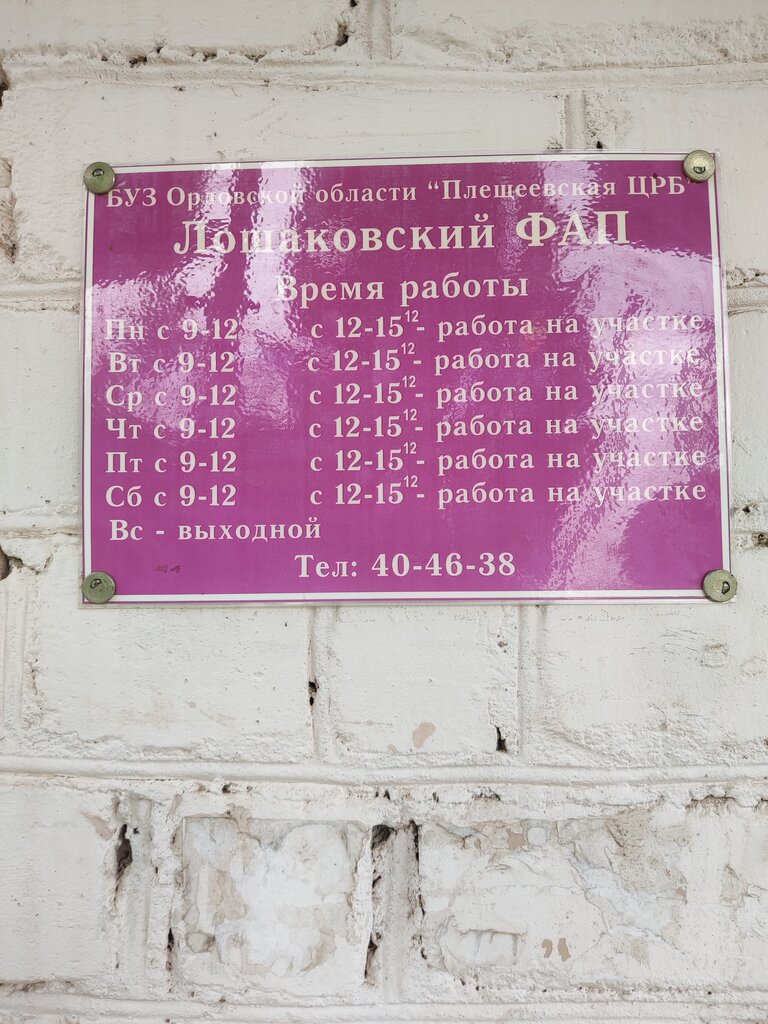 БУЗ Орловской области "Плещеевская ЦРБ"
Лошаковский ФАП
Время работы
Пн с 9-12 с 12-15¹²- работа на участке
Вт с 9-12 с 12-15¹²- работа на участке
Ср с 9-12 с 12-15¹²- работа на участке
Чт с 9-12 с 12-15¹²- работа на участке
Пт с 9-12 с 12-15¹²- работа на участке
Сб с 9-12 с 12-15¹²- работа на участке
Вс - выходной
Тел: 40-46-38